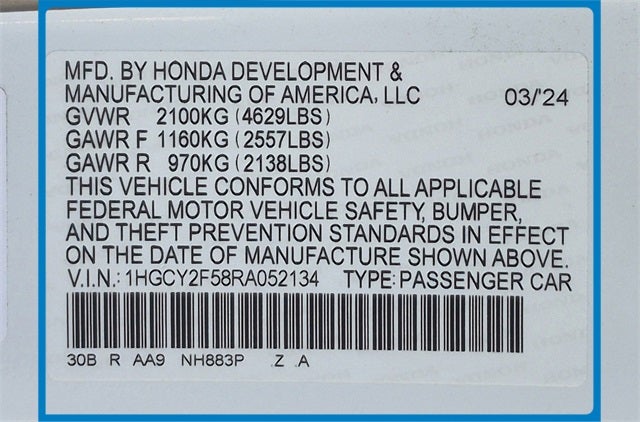 MFD. BY HONDA DEVELOPMENT &
MANUFACTURING OF AMERICA, LLC 03/'24
GVWR 2100KG (4629LBS)
GAWR F 1160KG (2557LBS)
GAWR R 970KG (2138LBS)
THIS VEHICLE CONFORMS TO ALL APPLICABLE
FEDERAL MOTOR VEHICLE SAFETY, BUMPER,
AND THEFT PREVENTION STANDARDS IN EFFECT
ON THE DATE OF MANUFACTURE SHOWN ABOVE.
V.I.N.: 1HGCY2F58RA052134 TYPE: PASSENGER CAR
30B R AA9 NH883P Z A